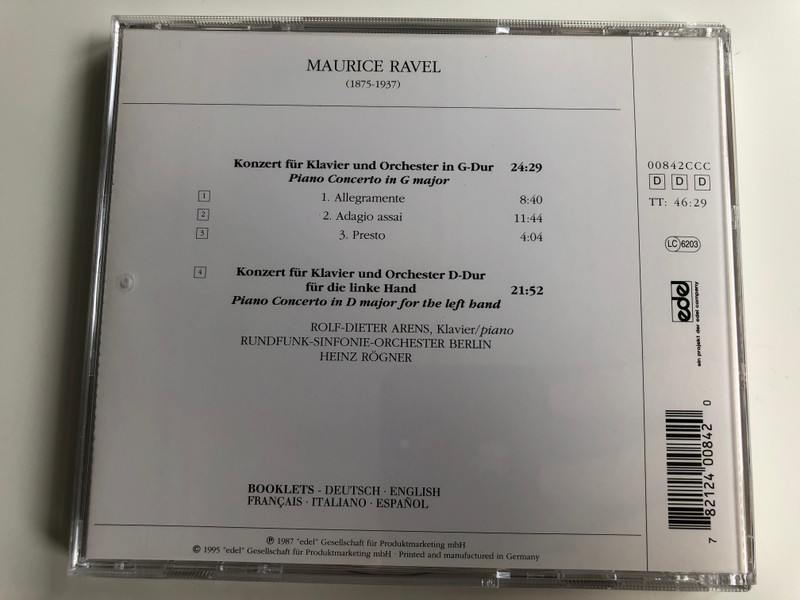 MAURICE RAVEL
(1875-1937)
Konzert für Klavier und Orchester in G-Dur 24:29
Piano Concerto in G major
1 1. Allegramente 8:40
2 2. Adagio assai 11:44
3 3. Presto 4:04
4 Konzert für Klavier und Orchester D-Dur
für die linke Hand 21:52
Piano Concerto in D major for the left hand
ROLF-DIETER ARENS, Klavier/piano
RUNDFUNK-SINFONIE-ORCHESTER BERLIN
HEINZ RÖGNER
BOOKLETS - DEUTSCH · ENGLISH
FRANÇAIS · ITALIANO · ESPAÑOL
℗ 1987 "edel" Gesellschaft für Produktmarketing mbH
© 1995 "edel" Gesellschaft für Produktmarketing mbH · Printed and manufactured in Germany
00842CCC
D D D
TT: 46:29
LC 6203
edel
ein projekt der edel company
7 82124 00842 0